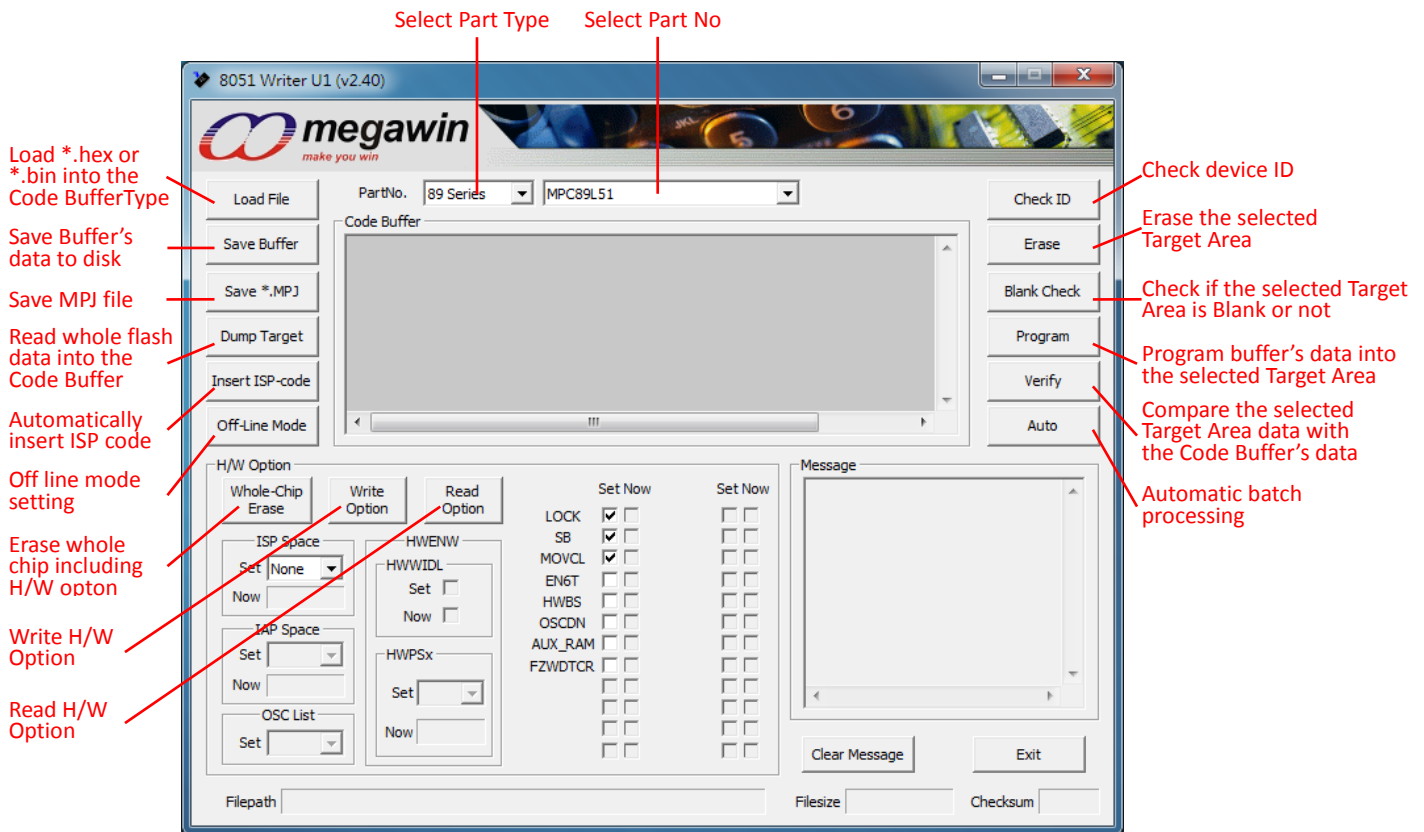 Select Part Type
Select Part No
8051 Writer U1 (v2.40)
megawin
make you win
JKL
5
6
Load *.hex or
*.bin into the
Code BufferType
Save Buffer's
data to disk
Save MPJ file
Read whole flash
data into the
Code Buffer
Automatically
insert ISP code
Off line mode
setting
Erase whole
chip including
H/W opton
Write H/W
Option
Read H/W
Option
Load File
Save Buffer
Save *.MPJ
Dump Target
Insert ISP-code
Off-Line Mode
PartNo. 89 Series MPC89L51
Code Buffer
Check ID
Erase
Blank Check
Program
Verify
Auto
Check device ID
Erase the selected
Target Area
Check if the selected Target
Area is Blank or not
Program buffer's data into
the selected Target Area
Compare the selected
Target Area data with
the Code Buffer's data
Automatic batch
processing
H/W Option
Whole-Chip
Erase
Write
Option
Read
Option
ISP Space
Set None
Now
IAP Space
Set
Now
OSC List
Set
HWENW
HWWIDL
Set
Now
HWPSx
Set
Now
Set Now Set Now
LOCK
SB
MOVCL
EN6T
HWBS
OSCDN
AUX_RAM
FZWDTCR
Message
Clear Message
Exit
Filepath Filesize Checksum